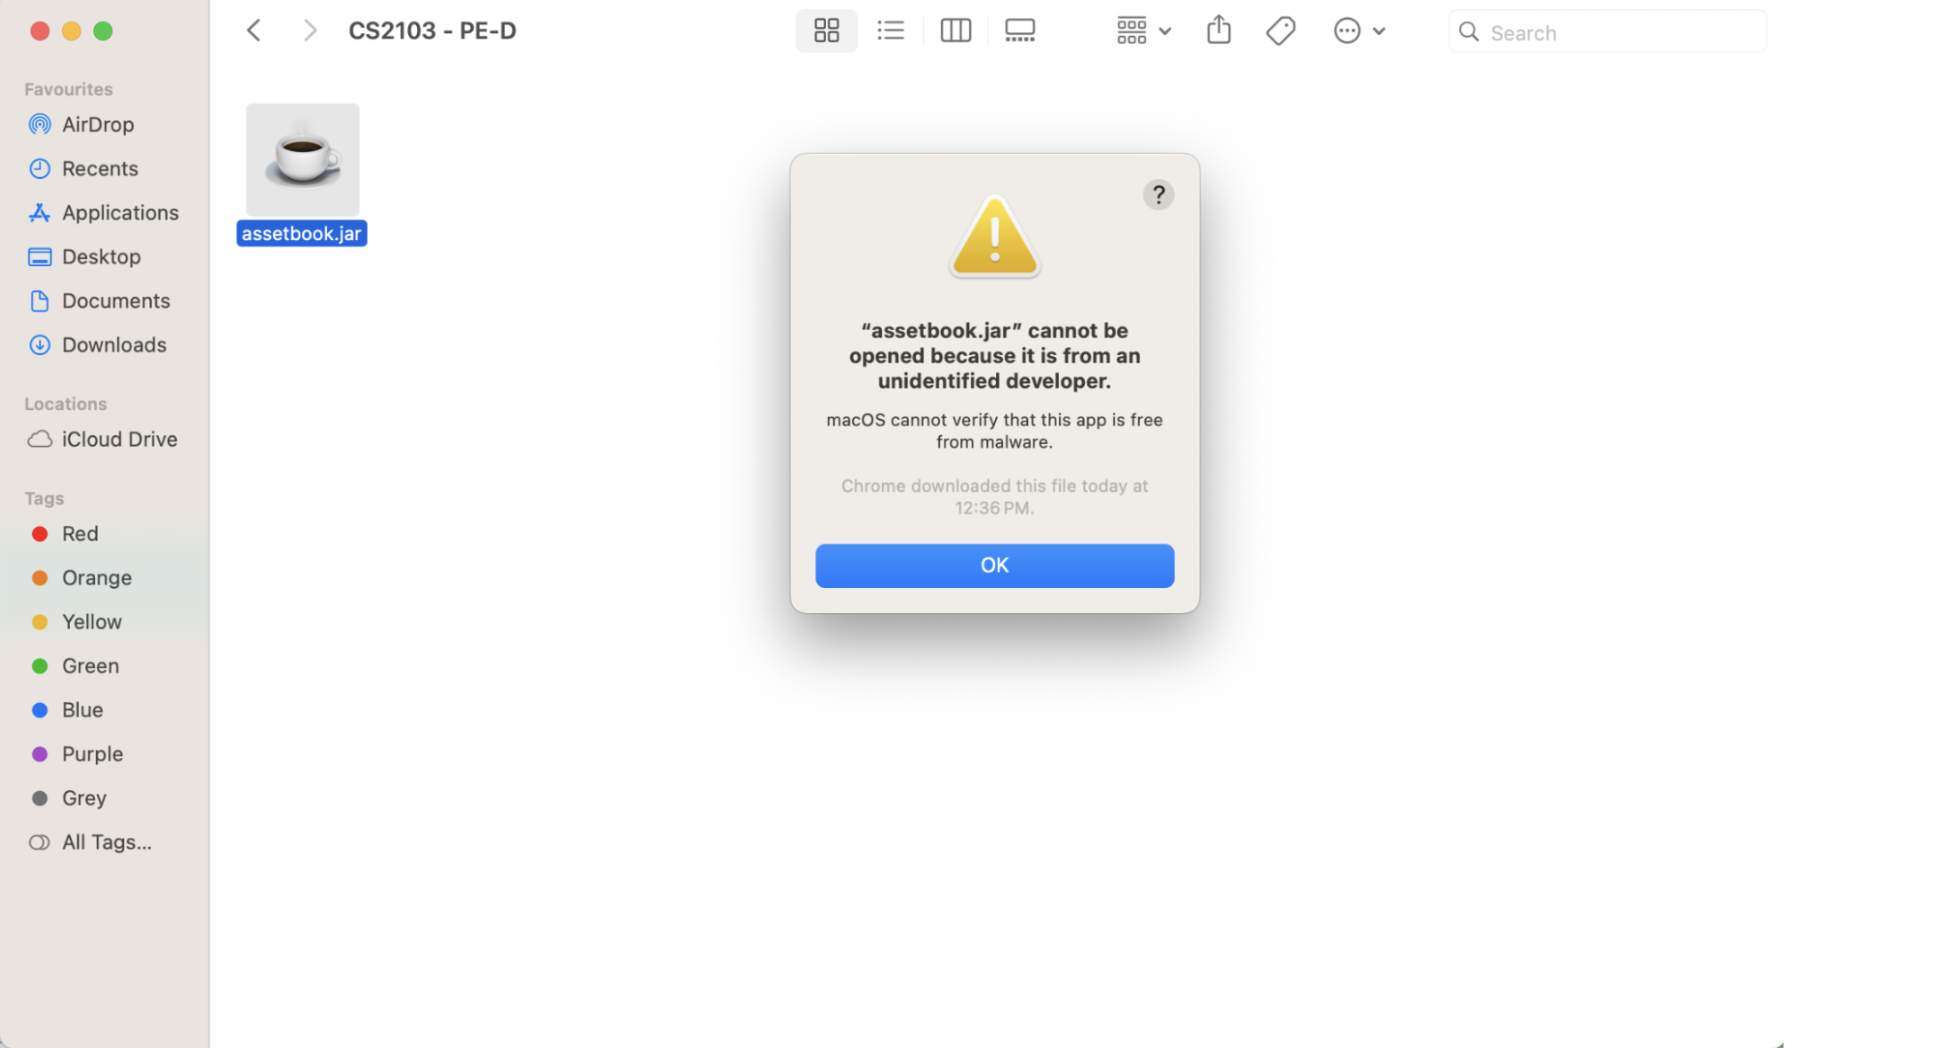 CS2103 - PE-D
Search
Favourites
AirDrop
Recents
Applications
Desktop
Documents
Downloads
Locations
iCloud Drive
Tags
Red
Orange
Yellow
Green
Blue
Purple
Grey
All Tags...
assetbook.jar
?
“assetbook.jar” cannot be
opened because it is from an
unidentified developer.
macOS cannot verify that this app is free
from malware.
Chrome downloaded this file today at
12:36 PM.
OK